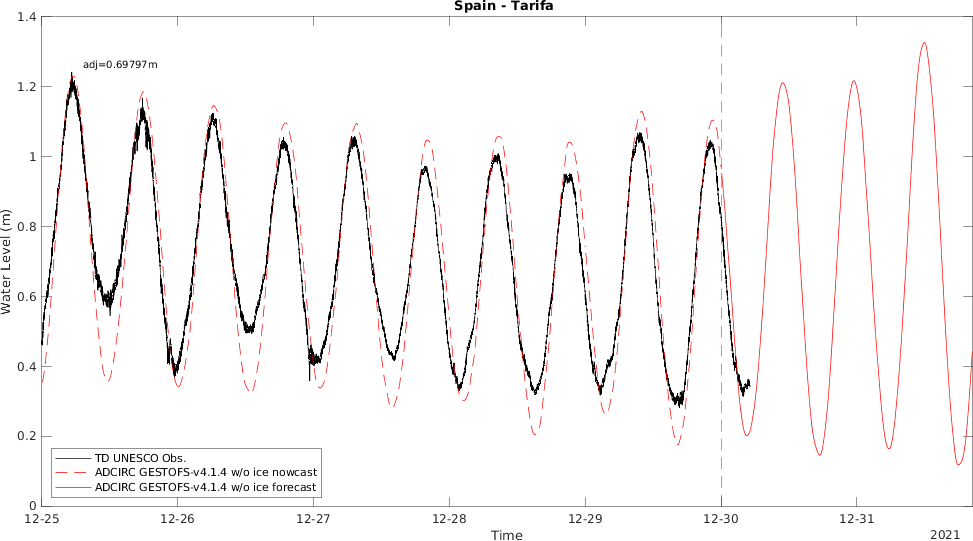 Spain - Tarifa
1.4
adj=0.69797m
1.2
1
0.8
Water Level (m)
0.6
0.4
0.2
TD UNESCO Obs.
ADCIRC GESTOFS-v4.1.4 w/o ice nowcast
ADCIRC GESTOFS-v4.1.4 w/o ice forecast
0
12-25 12-26 12-27 12-28 12-29 12-30 12-31
Time
2021